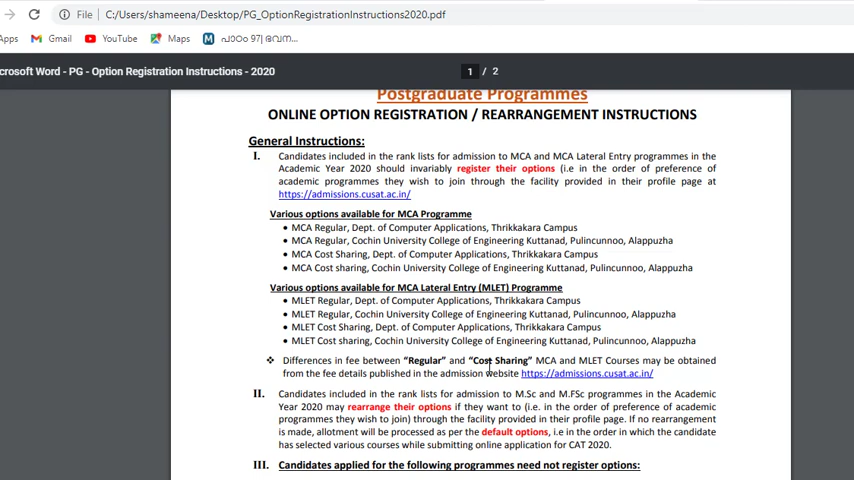 File C:/Users/shameena/Desktop/PG_OptionRegistrationInstructions2020.pdf
Apps Gmail YouTube Maps
crosoft Word - PG - Option Registration Instructions - 2020 1 / 2
Postgraduate Programmes
ONLINE OPTION REGISTRATION / REARRANGEMENT INSTRUCTIONS
General Instructions:
I. Candidates included in the rank lists for admission to MCA and MCA Lateral Entry programmes in the
Academic Year 2020 should invariably register their options (i.e in the order of preference of
academic programmes they wish to join through the facility provided in their profile page at
https://admissions.cusat.ac.in/
Various options available for MCA Programme
• MCA Regular, Dept. of Computer Applications, Thrikkakara Campus
• MCA Regular, Cochin University College of Engineering Kuttanad, Pulincunnoo, Alappuzha
• MCA Cost Sharing, Dept. of Computer Applications, Thrikkakara Campus
• MCA Cost sharing, Cochin University College of Engineering Kuttanad, Pulincunnoo, Alappuzha
Various options available for MCA Lateral Entry (MLET) Programme
• MLET Regular, Dept. of Computer Applications, Thrikkakara Campus
• MLET Regular, Cochin University College of Engineering Kuttanad, Pulincunnoo, Alappuzha
• MLET Cost Sharing, Dept. of Computer Applications, Thrikkakara Campus
• MLET Cost sharing, Cochin University College of Engineering Kuttanad, Pulincunnoo, Alappuzha
❖ Differences in fee between “Regular” and “Cost Sharing” MCA and MLET Courses may be obtained
from the fee details published in the admission website https://admissions.cusat.ac.in/
II. Candidates included in the rank lists for admission to M.Sc and M.FSc programmes in the Academic
Year 2020 may rearrange their options if they want to (i.e. in the order of preference of academic
programmes they wish to join) through the facility provided in their profile page. If no rearrangement
is made, allotment will be processed as per the default options, i.e in the order in which the candidate
has selected various courses while submitting online application for CAT 2020.
III. Candidates applied for the following programmes need not register options: